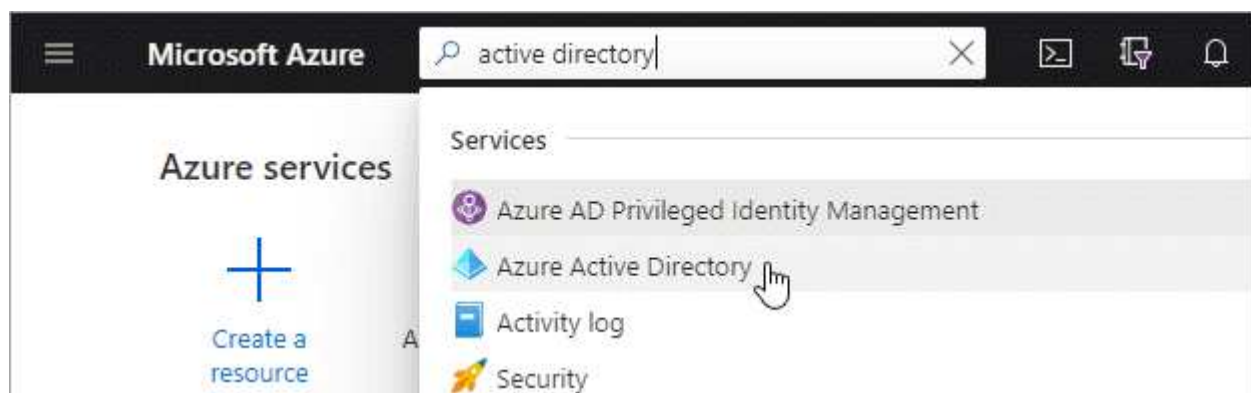 Microsoft Azure
active directory
Azure services
Services
Azure AD Privileged Identity Management
Azure Active Directory
Activity log
Security
Create a
resource
A